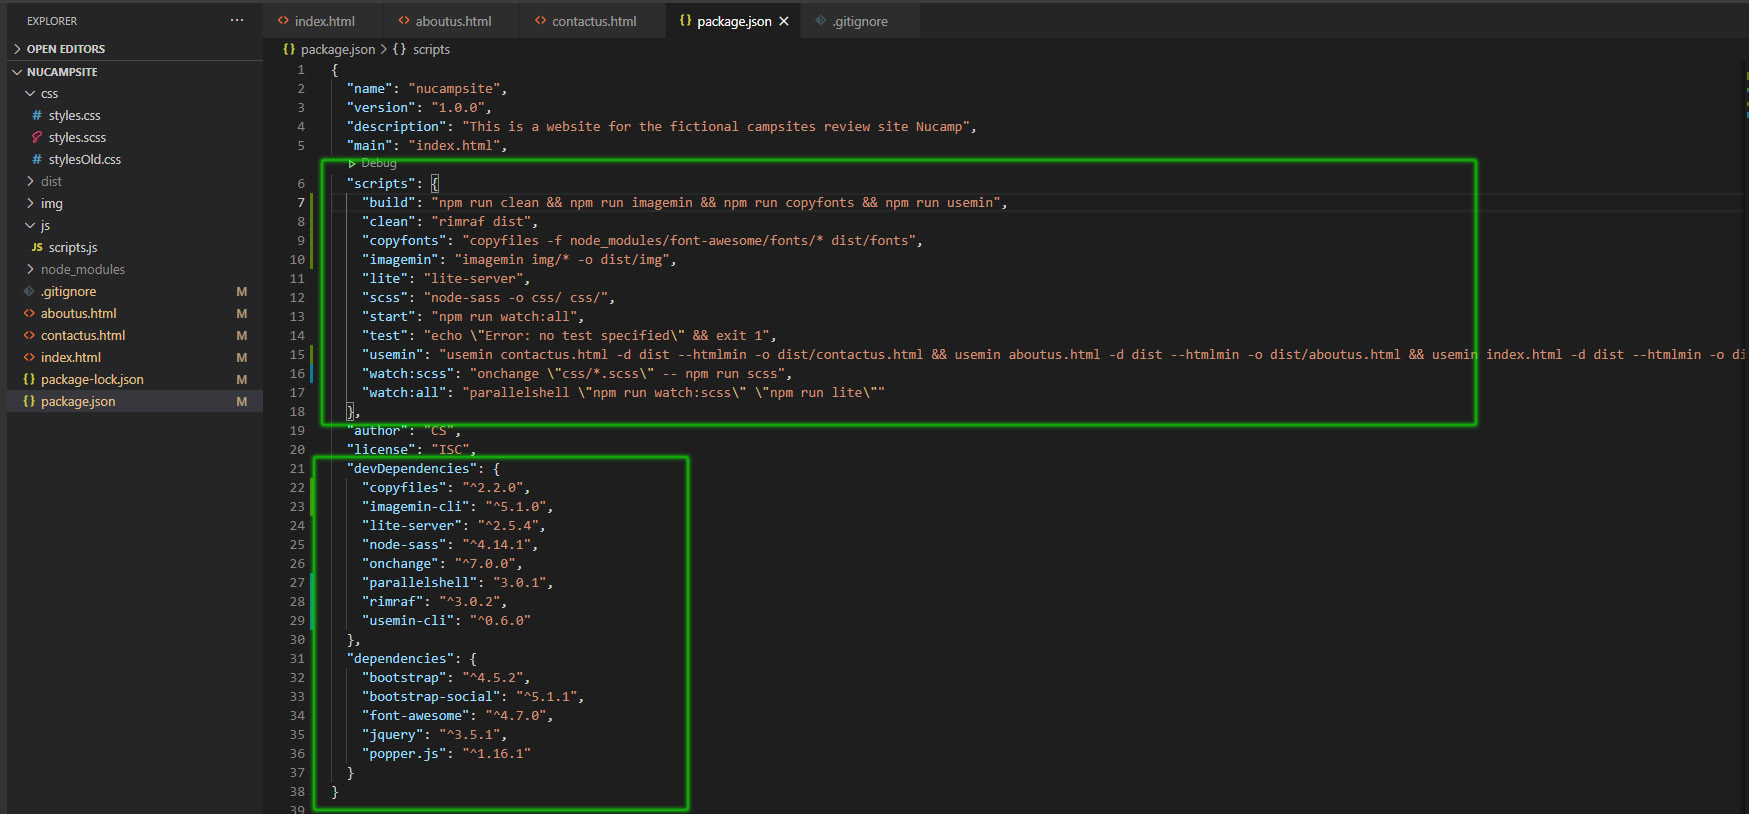 EXPLORER
···
OPEN EDITORS
NUCAMPSITE
css
# styles.css
styles.scss
# stylesOld.css
dist
img
js
JS scripts.js
node_modules
.gitignore M
<> aboutus.html M
<> contactus.html M
<> index.html M
{} package-lock.json M
{} package.json M
<> index.html <> aboutus.html <> contactus.html {} package.json × .gitignore
{} package.json > {} scripts
1 {
2 "name": "nucampsite",
3 "version": "1.0.0",
4 "description": "This is a website for the fictional campsites review site Nucamp",
5 "main": "index.html",
Debug
6 "scripts": {
7 "build": "npm run clean && npm run imagemin && npm run copyfonts && npm run usemin",
8 "clean": "rimraf dist",
9 "copyfonts": "copyfiles -f node_modules/font-awesome/fonts/* dist/fonts",
10 "imagemin": "imagemin img/* -o dist/img",
11 "lite": "lite-server",
12 "scss": "node-sass -o css/ css/",
13 "start": "npm run watch:all",
14 "test": "echo \"Error: no test specified\" && exit 1",
15 "usemin": "usemin contactus.html -d dist --htmlmin -o dist/contactus.html && usemin aboutus.html -d dist --htmlmin -o dist/aboutus.html && usemin index.html -d dist --htmlmin -o di
16 "watch:scss": "onchange \"css/*.scss\" -- npm run scss",
17 "watch:all": "parallelshell \"npm run watch:scss\" \"npm run lite\""
18 },
19 "author": "CS",
20 "license": "ISC",
21 "devDependencies": {
22 "copyfiles": "^2.2.0",
23 "imagemin-cli": "^5.1.0",
24 "lite-server": "^2.5.4",
25 "node-sass": "^4.14.1",
26 "onchange": "^7.0.0",
27 "parallelshell": "3.0.1",
28 "rimraf": "^3.0.2",
29 "usemin-cli": "^0.6.0"
30 },
31 "dependencies": {
32 "bootstrap": "^4.5.2",
33 "bootstrap-social": "^5.1.1",
34 "font-awesome": "^4.7.0",
35 "jquery": "^3.5.1",
36 "popper.js": "^1.16.1"
37 }
38 }
39